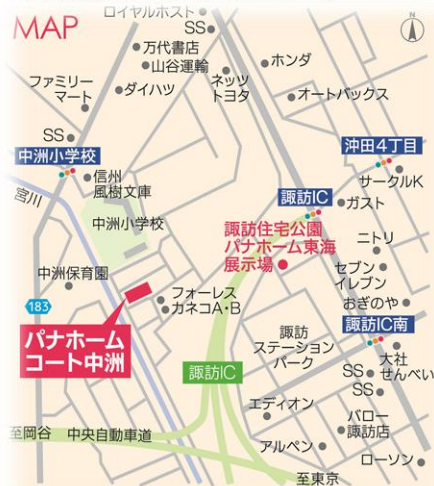 MAP
ロイヤルホスト
SS
N
万代書店
山谷運輸
ダイハツ
ネッツ
トヨタ
ホンダ
オートバックス
ファミリー
マート
SS
中洲小学校
信州
風樹文庫
宮川
中洲小学校
沖田4丁目
サークルK
諏訪IC
ガスト
諏訪住宅公園
パナホーム東海
展示場
ニトリ
セブン
イレブン
おぎのや
中洲保育園
183
フォーレス
カネコA・B
パナホーム
コート中洲
諏訪IC南
諏訪
ステーション
パーク
大社
せんべい
諏訪IC
SS
SS
エディオン
バロー
諏訪店
至岡谷
中央自動車道
アルペン
ローソン
至東京